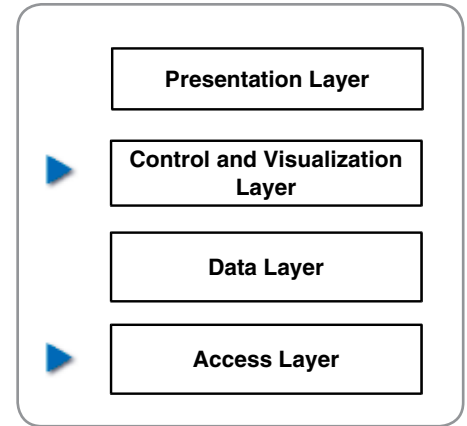 Presentation Layer
Control and Visualization
Layer
Data Layer
Access Layer